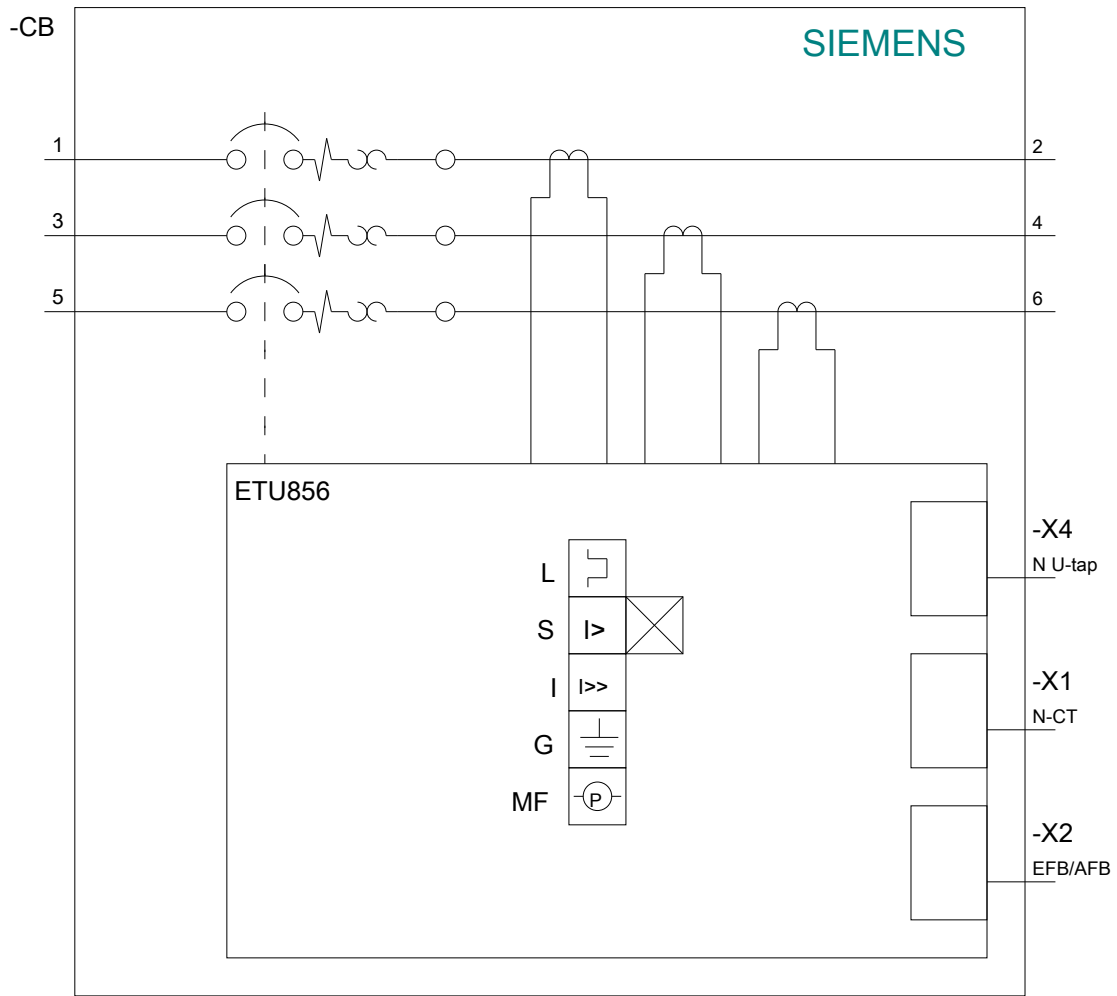 -CB
SIEMENS
1
2
3
4
5
6
ETU856
-X4
N U-tap
L
S
I>
I
I>>
-X1
N-CT
G
MF
P
-X2
EFB/AFB